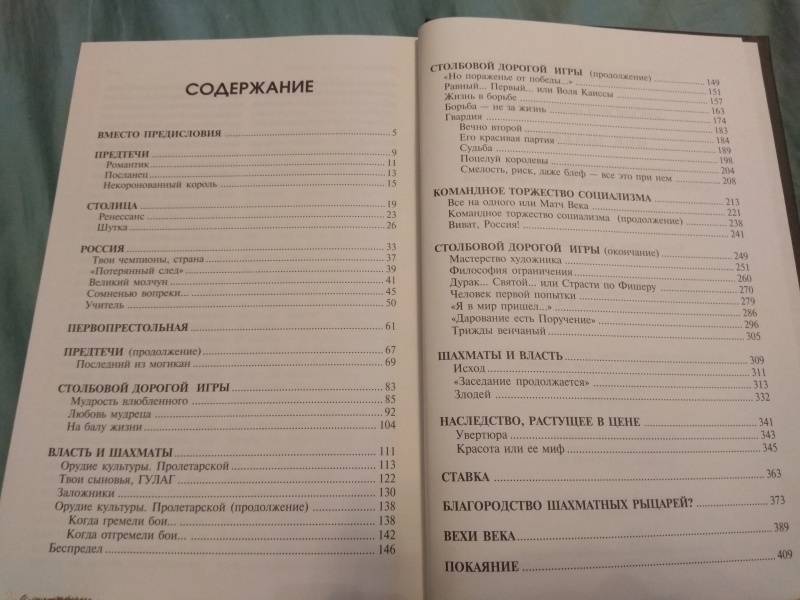 СОДЕРЖАНИЕ
ВМЕСТО ПРЕДИСЛОВИЯ 5
ПРЕДТЕЧИ 9
Романтик 11
Посланец 13
Некоронованный король 15
СТОЛИЦА 19
Ренессанс 23
Шутка 26
РОССИЯ 33
Твои чемпионы, страна 37
«Потерянный след» 39
Великий молчун 41
Сомненью вопреки... 45
Учитель 50
ПЕРВОПРЕСТОЛЬНАЯ 61
ПРЕДТЕЧИ (продолжение) 67
Последний из могикан 69
СТОЛБОВОЙ ДОРОГОЙ ИГРЫ 83
Мудрость влюбленного 85
Любовь мудреца 92
На балу жизни 104
ВЛАСТЬ И ШАХМАТЫ 111
Орудие культуры. Пролетарской 113
Твои сыновья, ГУЛАГ 122
Заложники 130
Орудие культуры. Пролетарской (продолжение) 138
Когда гремели бои... 138
Когда отгремели бои... 142
Беспредел 146
СТОЛБОВОЙ ДОРОГОЙ ИГРЫ (продолжение) 149
«Но пораженье от победы...» 151
Равный... Первый... или Воля Каиссы 157
Жизнь в борьбе 163
Борьба — не за жизнь 174
Гвардия 183
Вечно второй 184
Его красивая партия 189
Судьба 198
Поцелуй королевы 204
Смелость, риск, даже блеф — все это при нем 208
КОМАНДНОЕ ТОРЖЕСТВО СОЦИАЛИЗМА 213
Все на одного или Матч Века 221
Командное торжество социализма (продолжение) 238
Виват, Россия! 241
СТОЛБОВОЙ ДОРОГОЙ ИГРЫ (окончание) 249
Мастерство художника 251
Философия ограничения 260
Дурак... Святой... или Страсти по Фишеру 270
Человек первой попытки 279
«Я в мир пришел...» 286
«Дарование есть Поручение» 296
Трижды венчаный 305
ШАХМАТЫ И ВЛАСТЬ 309
Исход 311
«Заседание продолжается» 313
Злодей 332
НАСЛЕДСТВО, РАСТУЩЕЕ В ЦЕНЕ 341
Увертюра 343
Красота или ее миф 345
СТАВКА 363
БЛАГОРОДСТВО ШАХМАТНЫХ РЫЦАРЕЙ? 373
ВЕХИ ВЕКА 389
ПОКАЯНИЕ 409